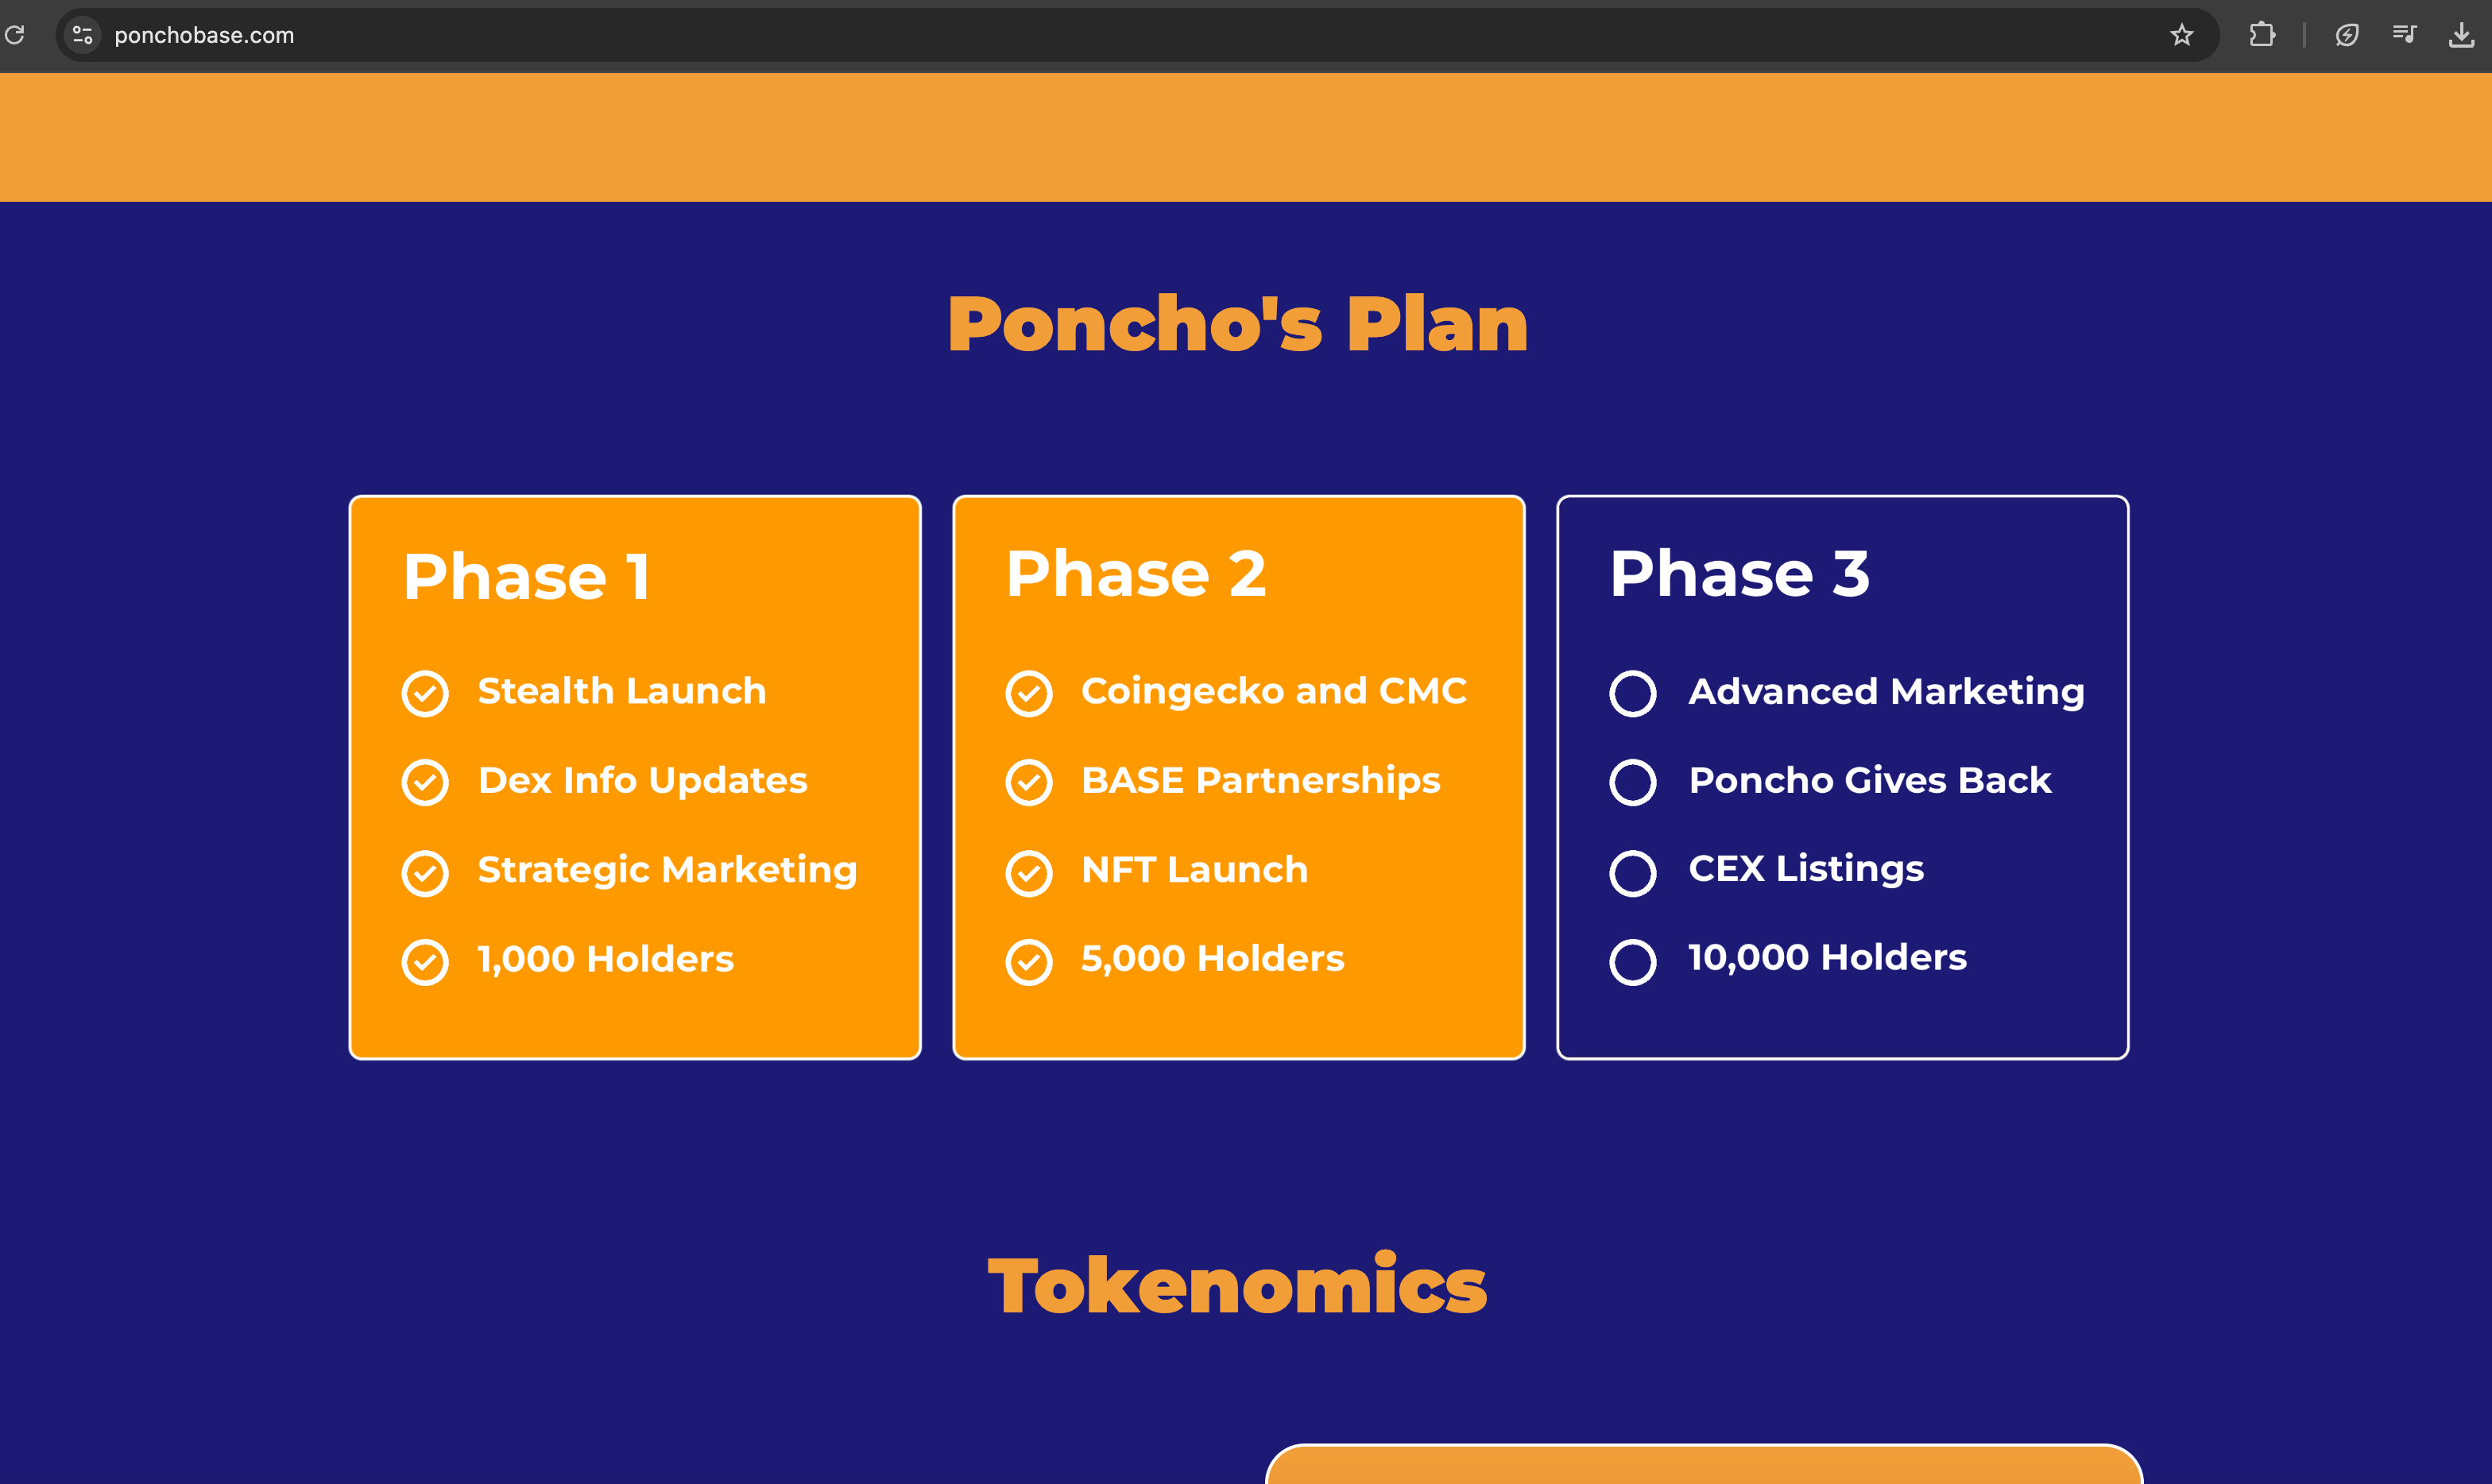 ponchobase.com
Poncho's Plan
Phase 1
Stealth Launch
Dex Info Updates
Strategic Marketing
1,000 Holders
Phase 2
Coingecko and CMC
BASE Partnerships
NFT Launch
5,000 Holders
Phase 3
Advanced Marketing
Poncho Gives Back
CEX Listings
10,000 Holders
Tokenomics